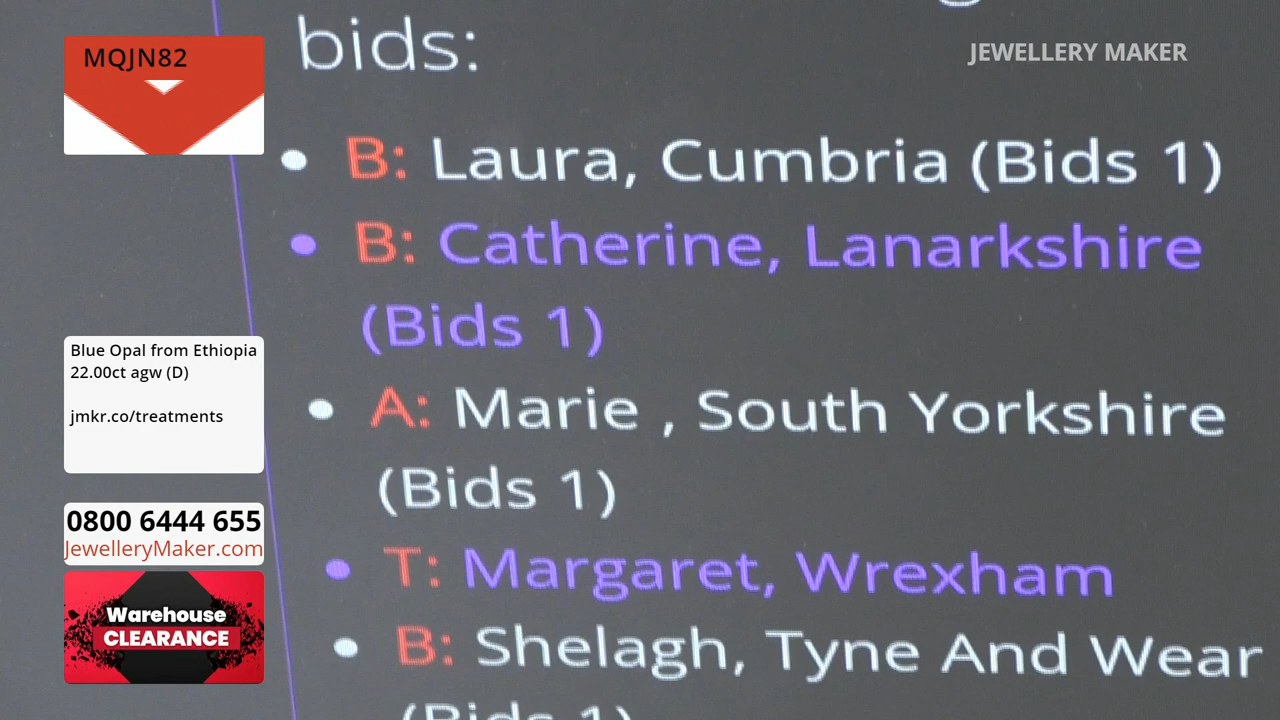 MQJN82
JEWELLERY MAKER
bids:
• B: Laura, Cumbria (Bids 1)
• B: Catherine, Lanarkshire
(Bids 1)
• A: Marie , South Yorkshire
(Bids 1)
• T: Margaret, Wrexham
• B: Shelagh, Tyne And Wear
(Bids 1)
Blue Opal from Ethiopia
22.00ct agw (D)
jmkr.co/treatments
0800 6444 655
JewelleryMaker.com
Warehouse
CLEARANCE